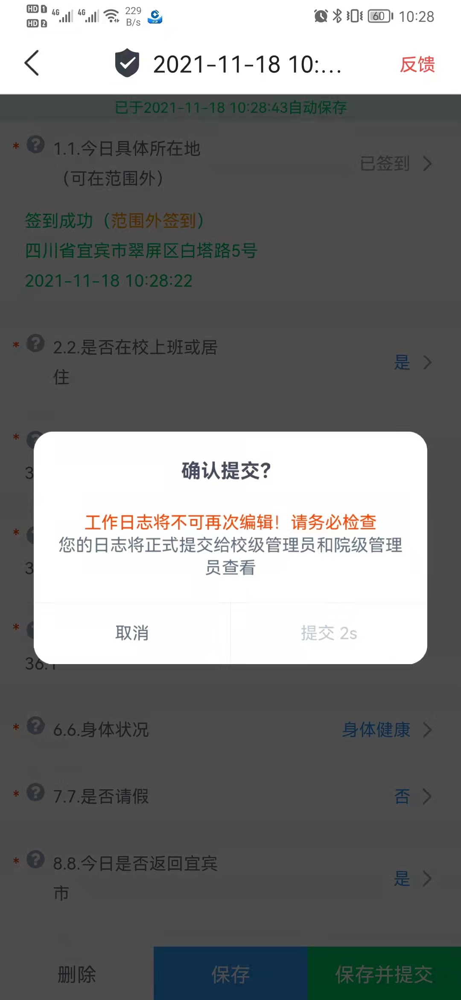 HD 1 4G 4G 229 B/s 60 10:28
HD 2
2021-11-18 10:... 反馈
已于2021-11-18 10:28:43自动保存
* 1.1.今日具体所在地
（可在范围外）
已签到
签到成功（范围外签到）
四川省宜宾市翠屏区白塔路5号
2021-11-18 10:28:22
* 2.2.是否在校上班或居
住
是
*
3
*
3
*
36.1
确认提交?
工作日志将不可再次编辑！请务必检查
您的日志将正式提交给校级管理员和院级管理
员查看
取消 提交 2s
* 6.6.身体状况 身体健康
* 7.7.是否请假 否
* 8.8.今日是否返回宜宾
市
是
删除 保存 保存并提交